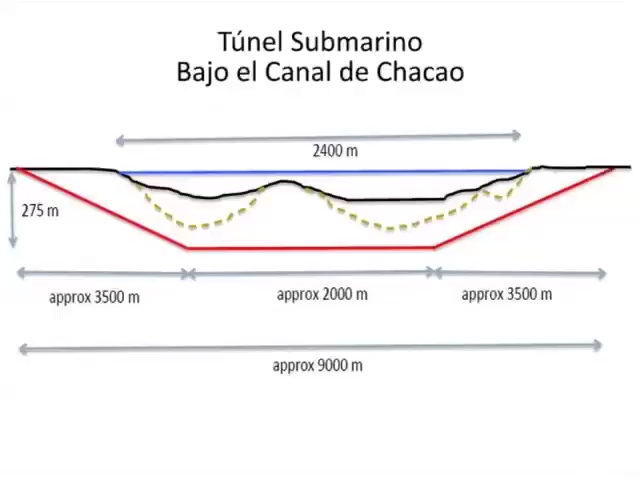 Túnel Submarino
Bajo el Canal de Chacao
2400 m
275 m
approx 3500 m
approx 2000 m
approx 3500 m
approx 9000 m